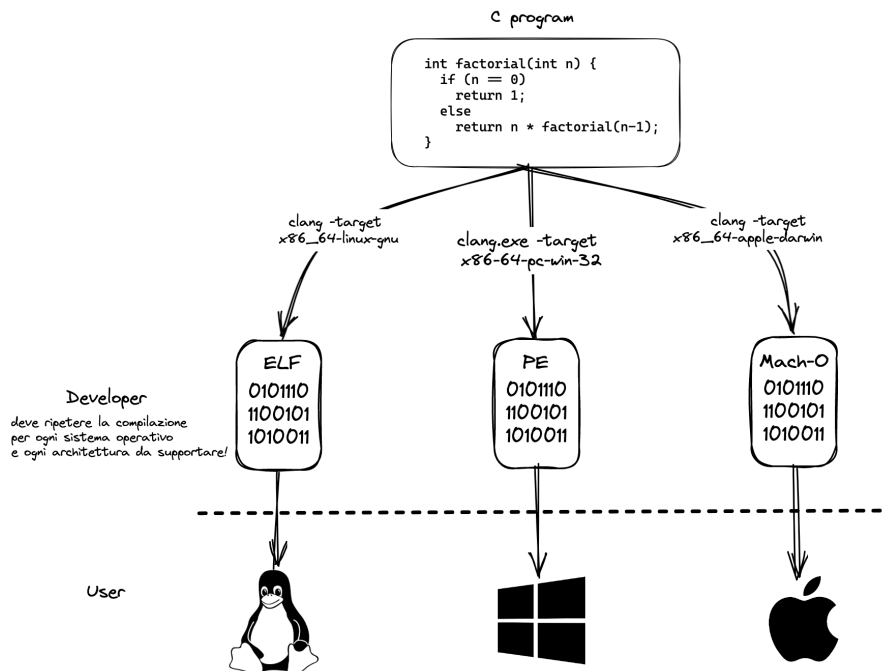 C program
int factorial(int n) {
if (n == 0)
return 1;
else
return n * factorial(n-1);
}
clang -target
x86_64-linux-gnu
clang.exe -target
x86-64-pc-win-32
clang -target
x86_64-apple-darwin
ELF
0101110
1100101
1010011
PE
0101110
1100101
1010011
Mach-O
0101110
1100101
1010011
Developer
deve ripetere la compilazione
per ogni sistema operativo
e ogni architettura da supportare!
User